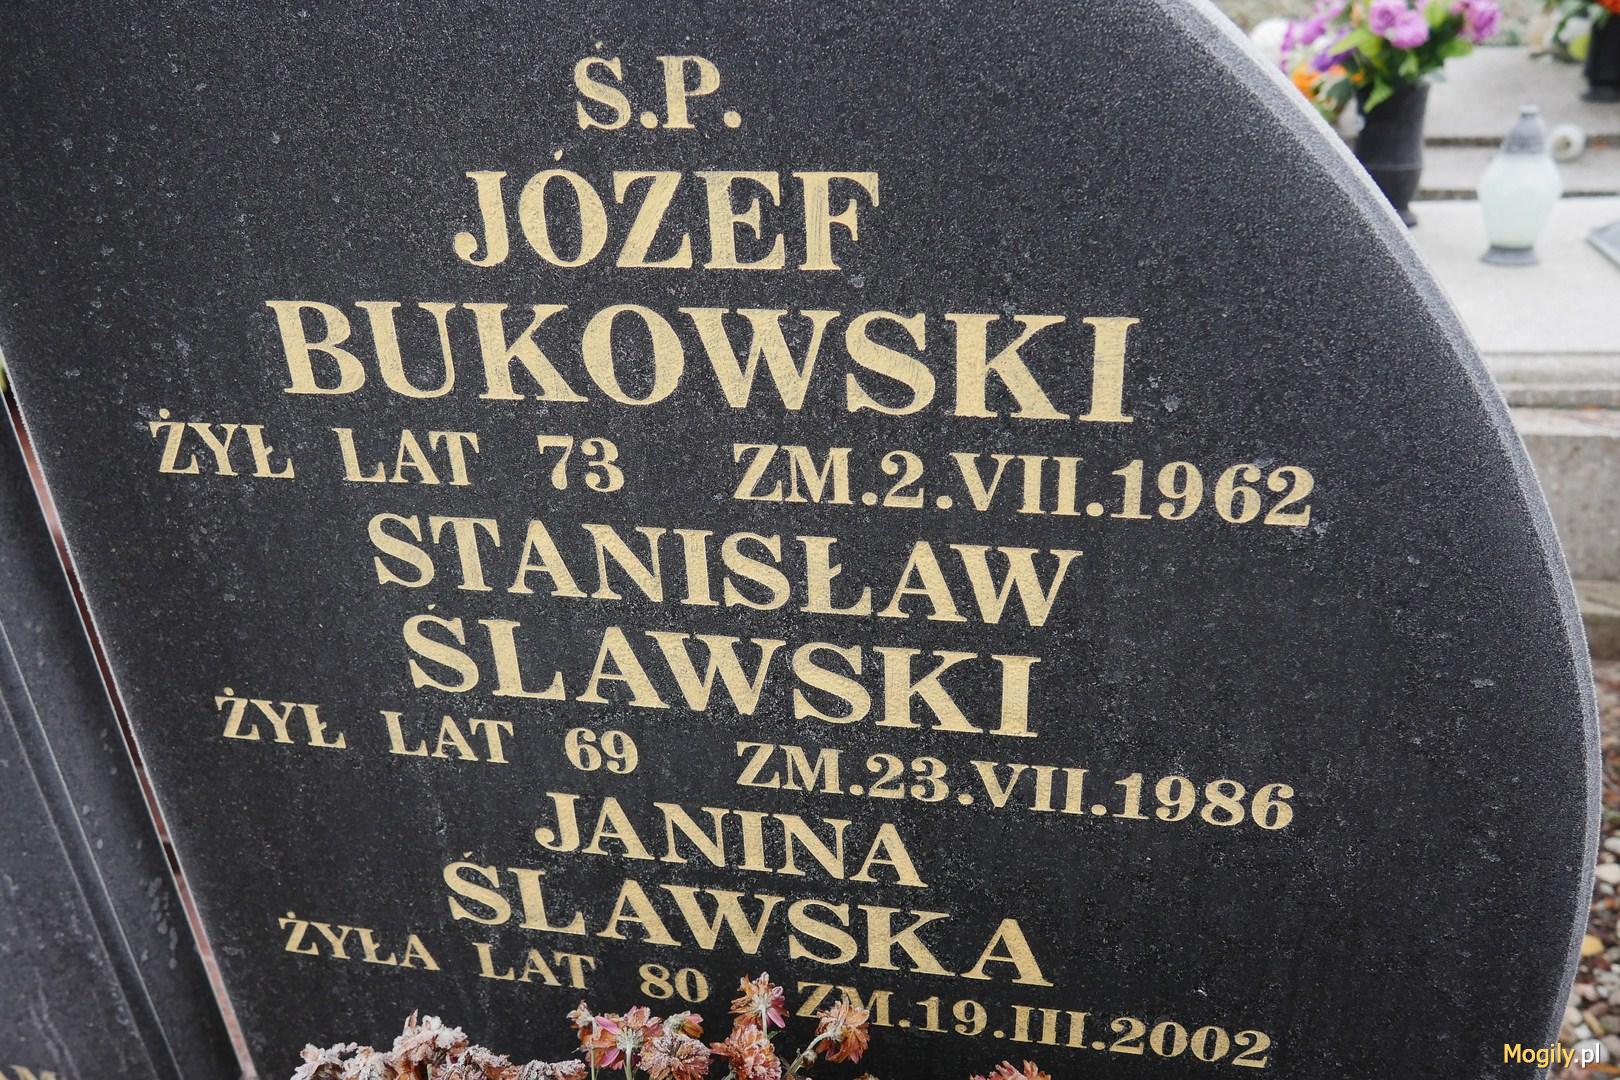 Ś.P.
JÓZEF
BUKOWSKI
ŻYŁ LAT 73 ZM.2.VII.1962
STANISŁAW
ŚLAWSKI
ŻYŁ LAT 69 ZM.23.VII.1986
JANINA
ŚLAWSKA
ŻYŁA LAT 80 ZM.19.III.2002
Mogily.pl